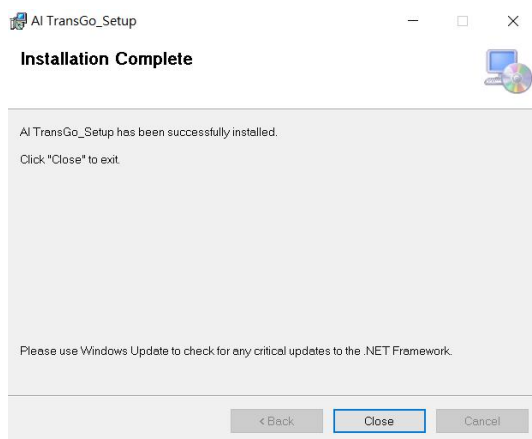 AI TransGo_Setup
Installation Complete
AI TransGo_Setup has been successfully installed.
Click "Close" to exit.
Please use Windows Update to check for any critical updates to the .NET Framework.
< Back
Close
Cancel